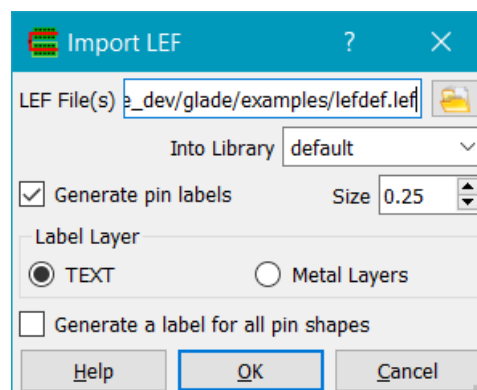 Import LEF ?
LEF File(s) e_dev/glade/examples/lefdef.lef
Into Library default
Generate pin labels Size 0.25
Label Layer
TEXT Metal Layers
Generate a label for all pin shapes
Help OK Cancel